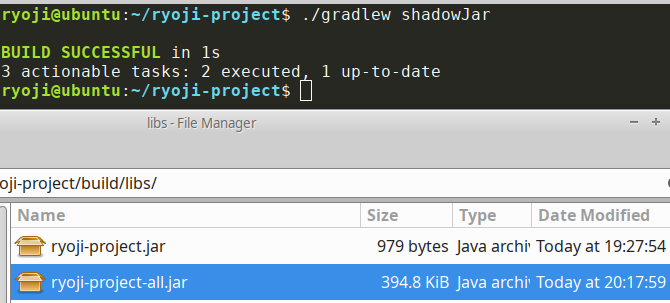 ryoji@ubuntu:~/ryoji-project$ ./gradlew shadowJar
BUILD SUCCESSFUL in 1s
3 actionable tasks: 2 executed, 1 up-to-date
ryoji@ubuntu:~/ryoji-project$
libs - File Manager
oji-project/build/libs/
Name Size Type Date Modified
ryoji-project.jar 979 bytes Java archi Today at 19:27:54
ryoji-project-all.jar 394.8 KiB Java archi Today at 20:17:59